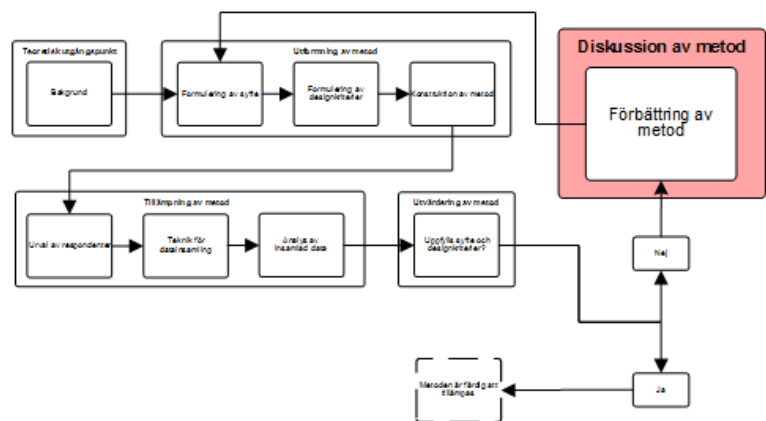 Teoretisk utgångspunkt
Bakgrund
Utformning av metod
Formulering av syfte
Formulering av
designkriterier
Konstruktion av metod
Diskussion av metod
Förbättring av
metod
Tillämpning av metod
Urval av respondenter
Teknik för
datainsamling
Analys av
insamlad data
Utvärdering av metod
Uppfylls syfte och
designkriterier?
Nej
Metoden är färdig att
tillämpas
Ja